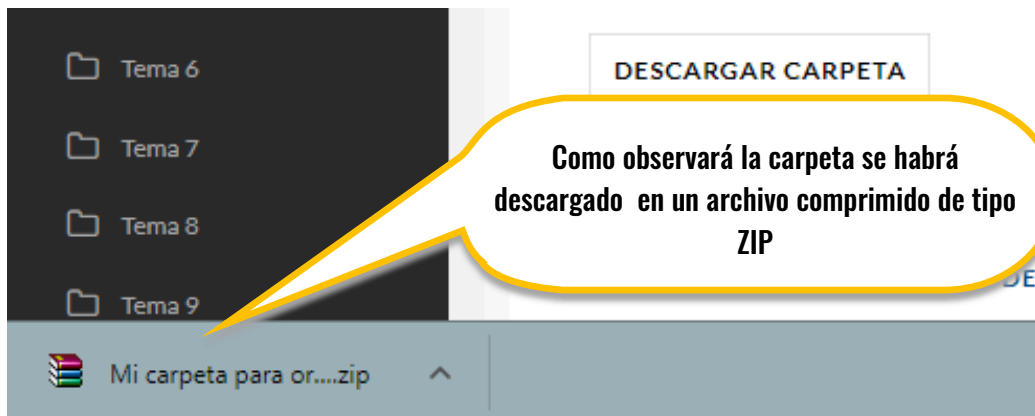 Tema 6
Tema 7
Tema 8
Tema 9
DESCARGAR CARPETA
Como observará la carpeta se habrá
descargado en un archivo comprimido de tipo
ZIP
DE
Mi carpeta para or....zip